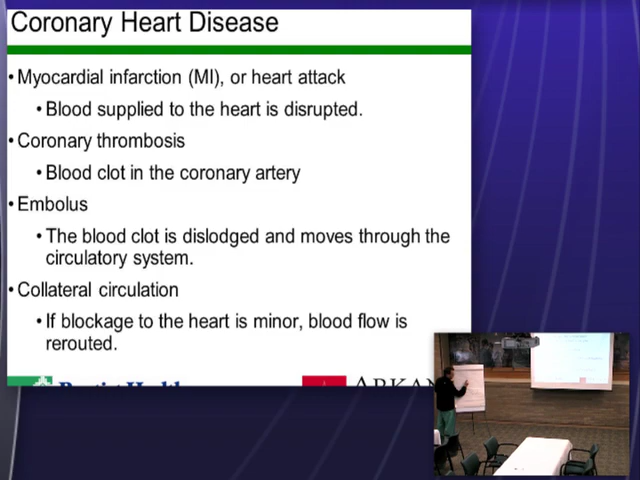 Coronary Heart Disease
•Myocardial infarction (MI), or heart attack
•Blood supplied to the heart is disrupted.
•Coronary thrombosis
•Blood clot in the coronary artery
•Embolus
•The blood clot is dislodged and moves through the
circulatory system.
•Collateral circulation
•If blockage to the heart is minor, blood flow is
rerouted.
Baptist Health ARKAN